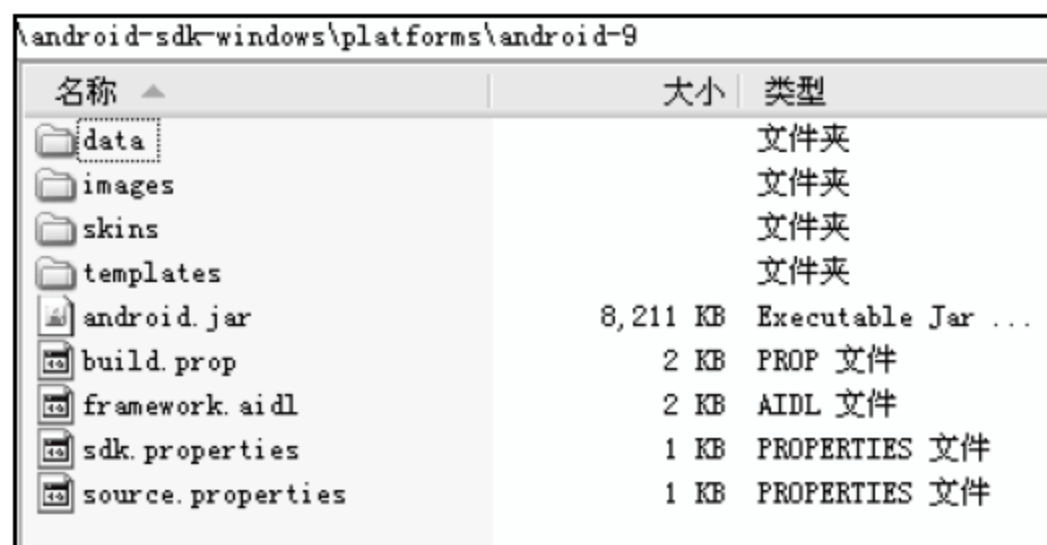 \android-sdk-windows\platforms\android-9
名称 大小 类型
data 文件夹
images 文件夹
skins 文件夹
templates 文件夹
android.jar 8,211 KB Executable Jar ...
build.prop 2 KB PROP 文件
framework.aidl 2 KB AIDL 文件
sdk.properties 1 KB PROPERTIES 文件
source.properties 1 KB PROPERTIES 文件